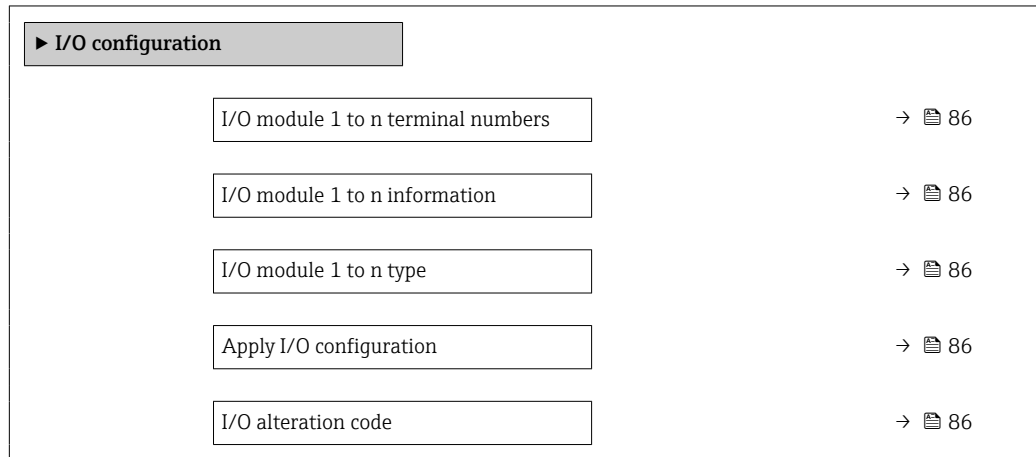 ▶ I/O configuration
I/O module 1 to n terminal numbers → 86
I/O module 1 to n information → 86
I/O module 1 to n type → 86
Apply I/O configuration → 86
I/O alteration code → 86